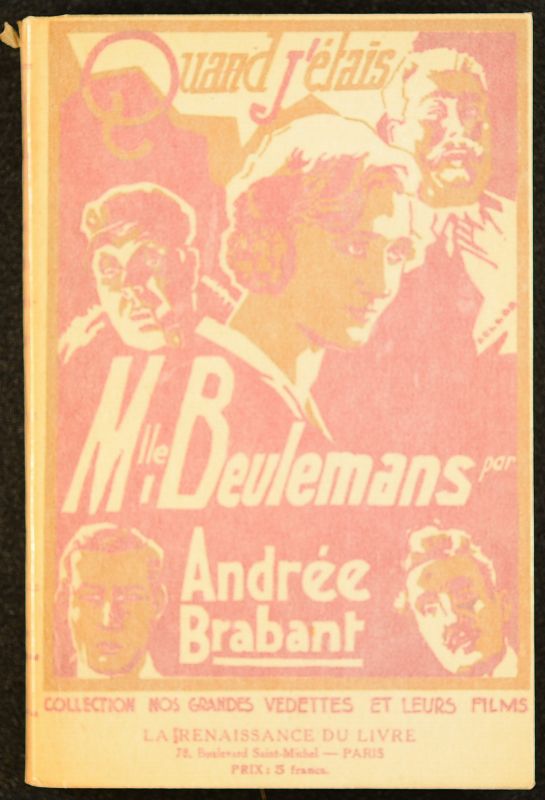 Quand J'étais
Mlle Beulemans par
Andrée
Brabant
COLLECTION NOS GRANDES VEDETTES ET LEURS FILMS
LA RENAISSANCE DU LIVRE
78, Boulevard Saint-Michel — PARIS
PRIX : 3 francs.